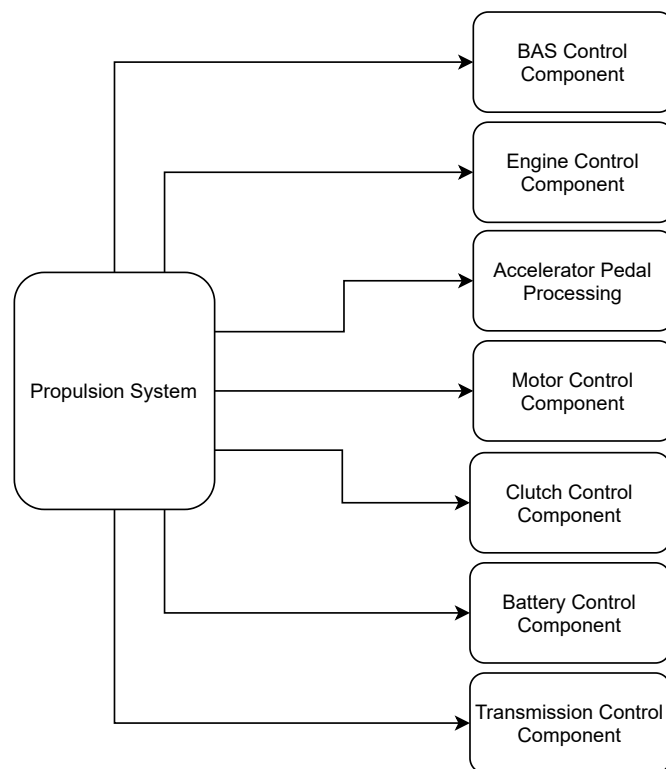 BAS Control
Component
Engine Control
Component
Accelerator Pedal
Processing
Propulsion System
Motor Control
Component
Clutch Control
Component
Battery Control
Component
Transmission Control
Component